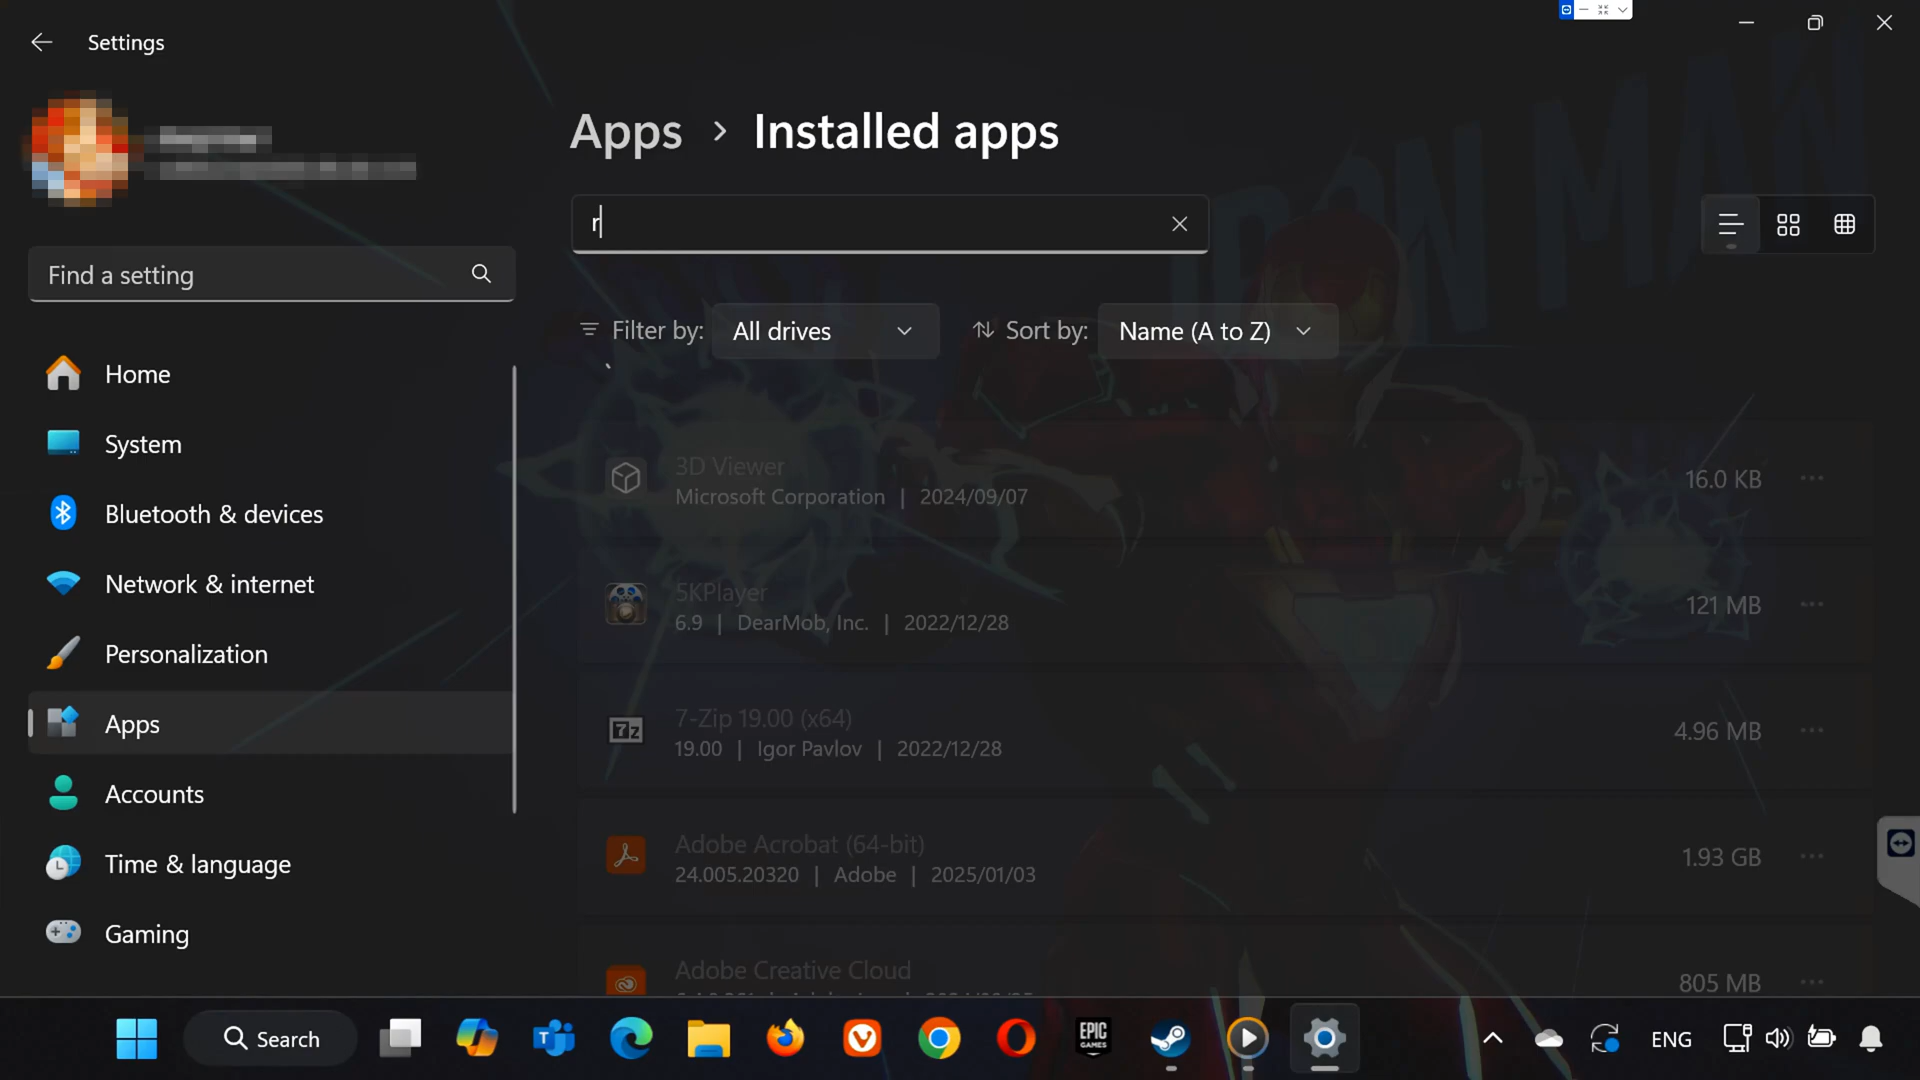 Settings
Apps > Installed apps
r
Find a setting
Filter by: All drives
Sort by: Name (A to Z)
Home
System
Bluetooth & devices
Network & internet
Personalization
Apps
Accounts
Time & language
Gaming
3D Viewer
Microsoft Corporation | 2024/09/07
16.0 KB
5KPlayer
6.9 | DearMob, Inc. | 2022/12/28
121 MB
7-Zip 19.00 (x64)
19.00 | Igor Pavlov | 2022/12/28
4.96 MB
Adobe Acrobat (64-bit)
24.005.20320 | Adobe | 2025/01/03
1.93 GB
Adobe Creative Cloud
805 MB
IRON MAN
7z
Search
EPIC
GAMES
ENG